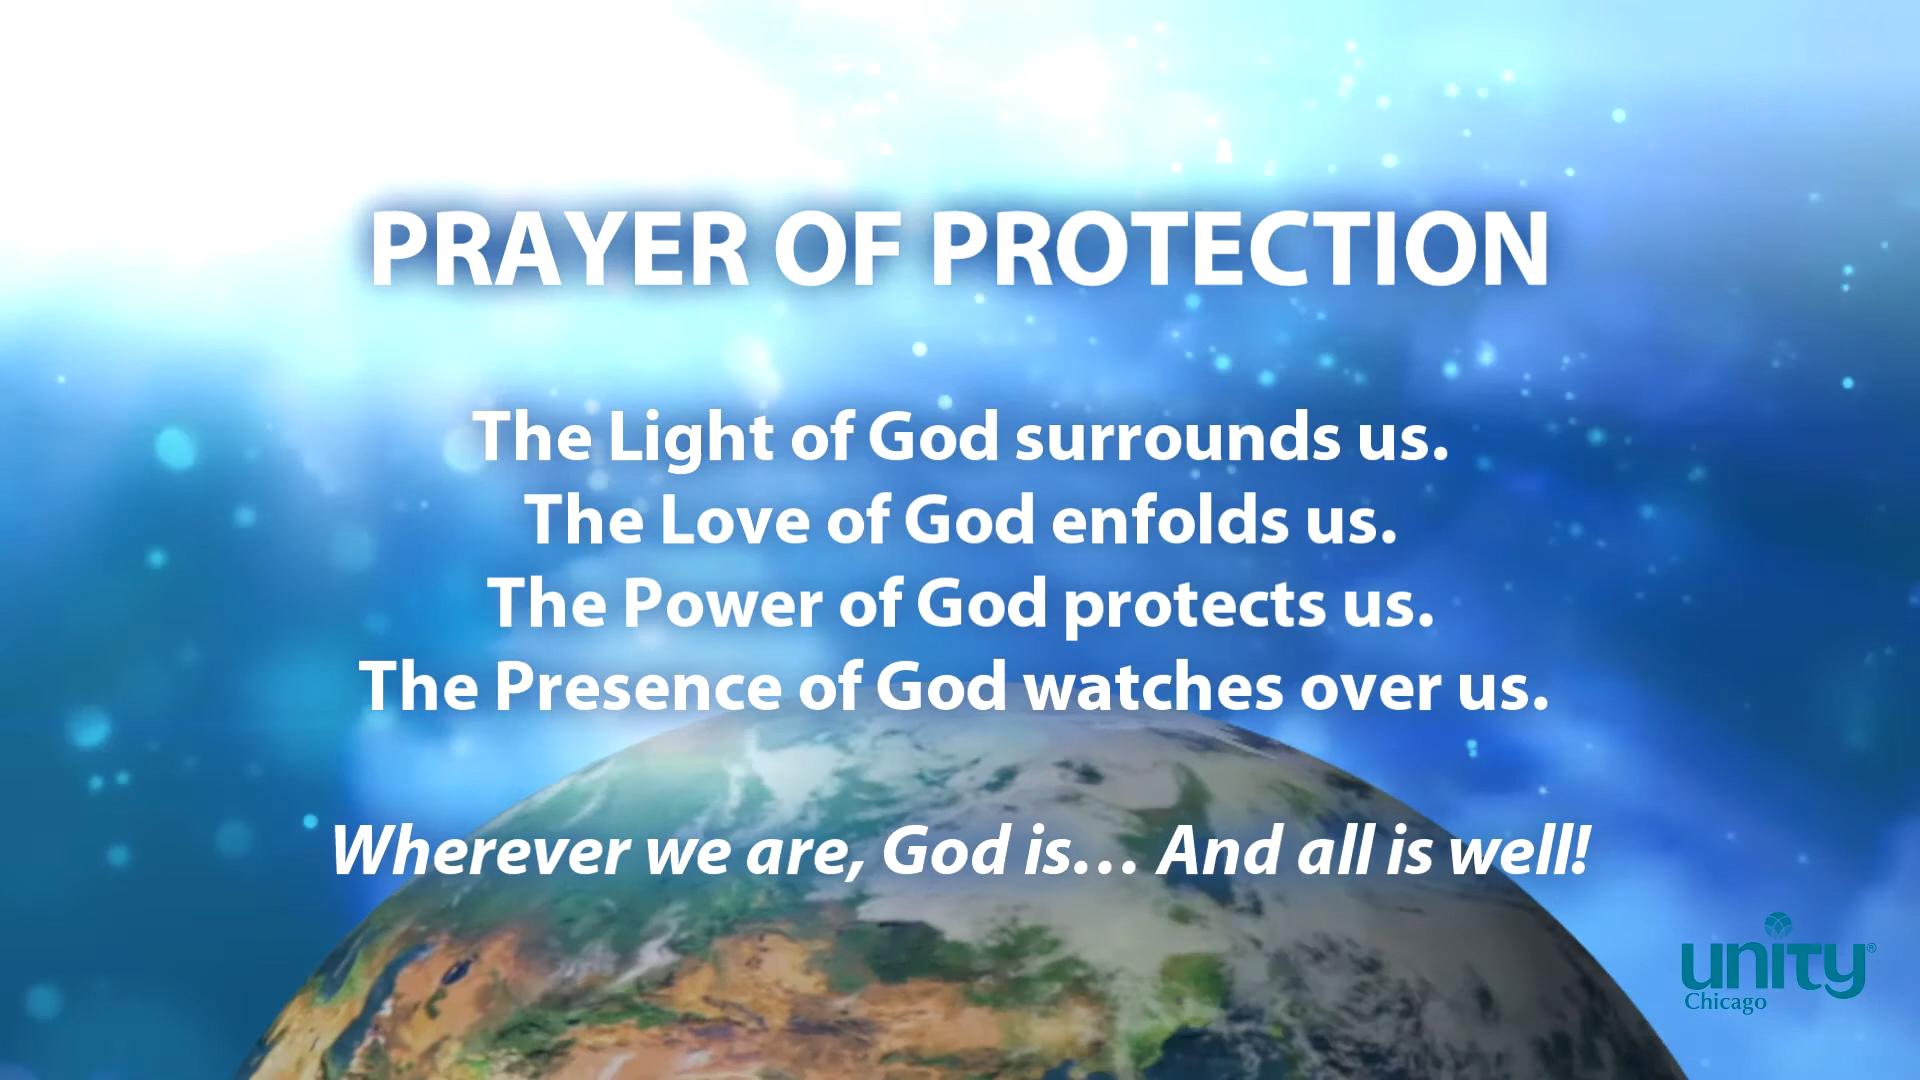 PRAYER OF PROTECTION
The Light of God surrounds us.
The Love of God enfolds us.
The Power of God protects us.
The Presence of God watches over us.
Wherever we are, God is… And all is well!
unity®
Chicago